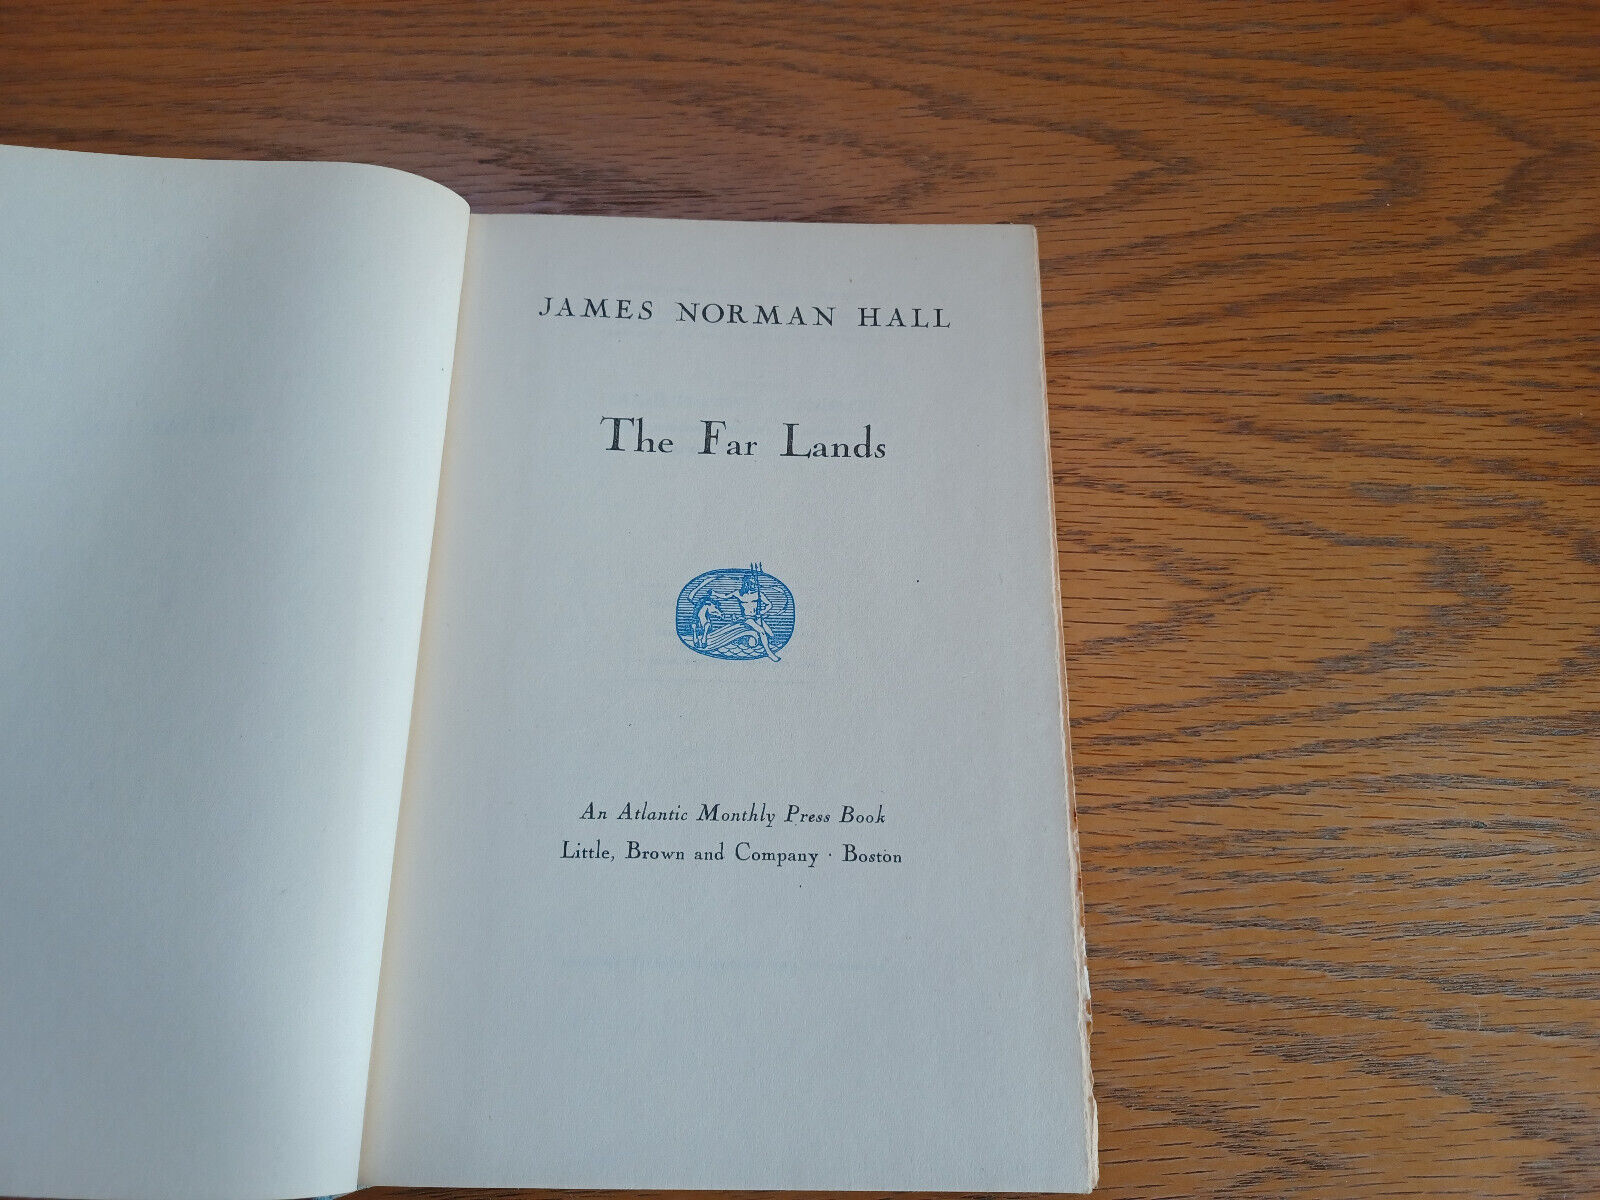 JAMES NORMAN HALL
The Far Lands
An Atlantic Monthly Press Book
Little, Brown and Company · Boston